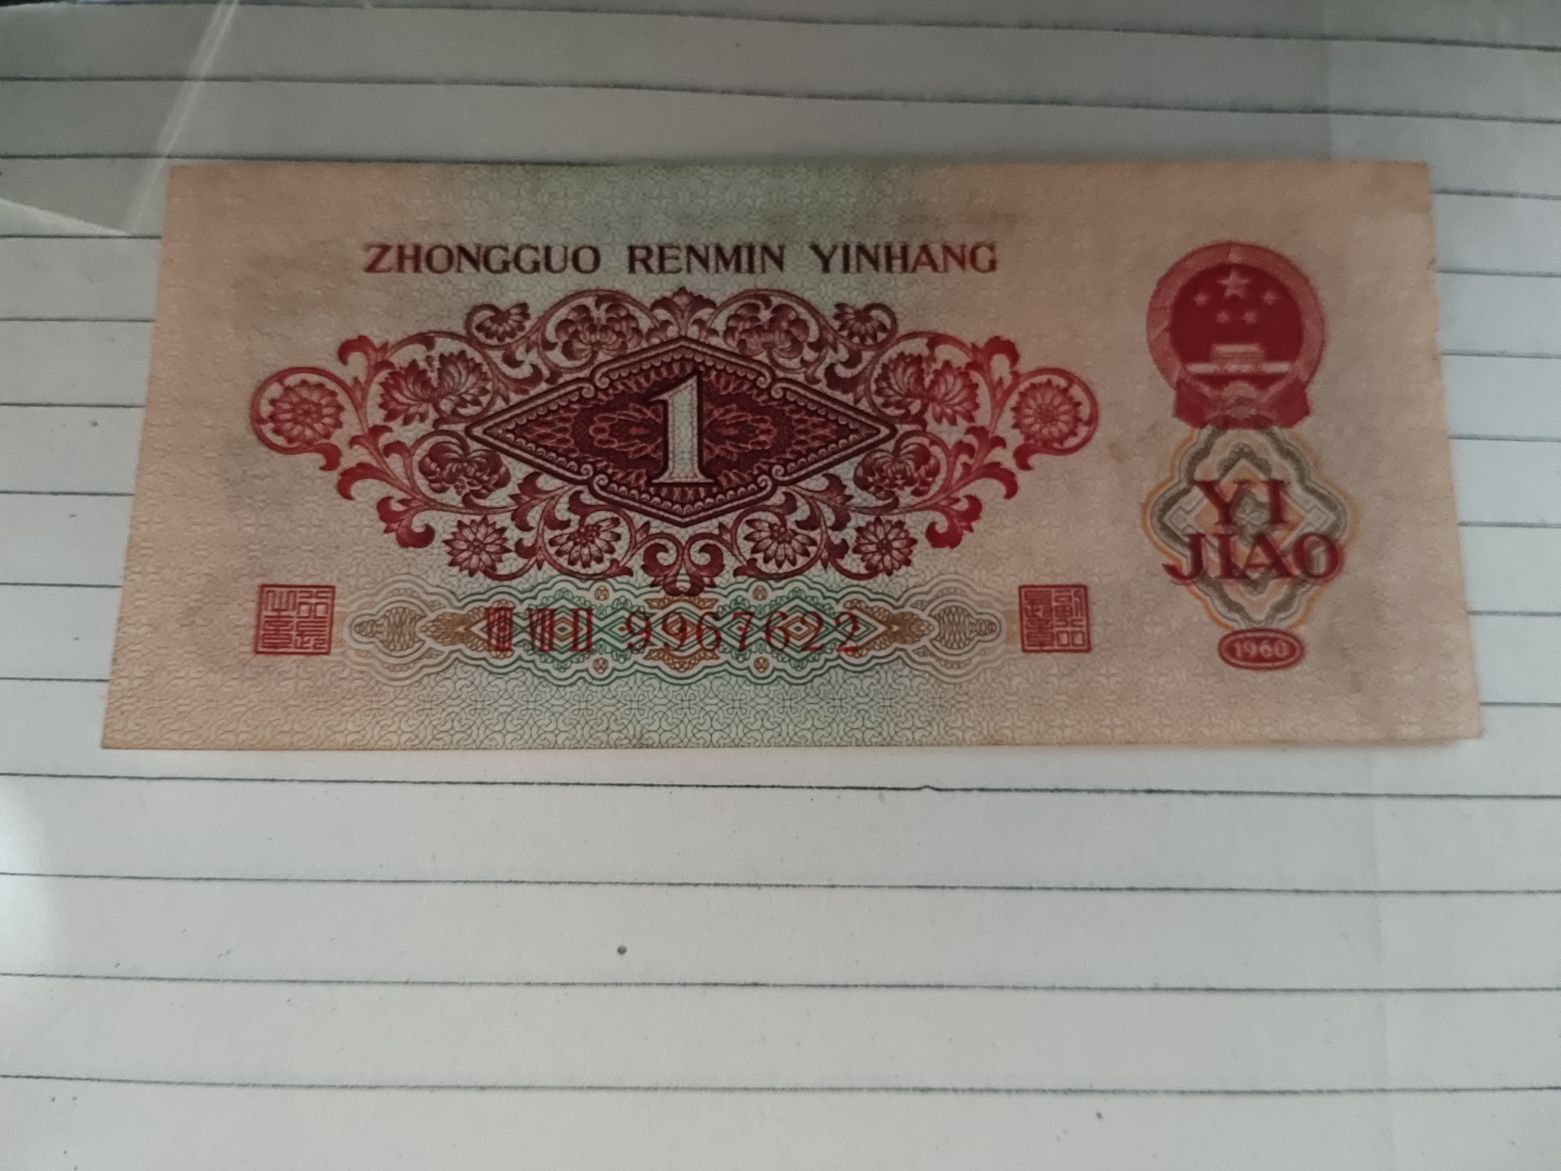 ZHONGGUO RENMIN YINHANG
1
YI
JIAO
9967622
1960